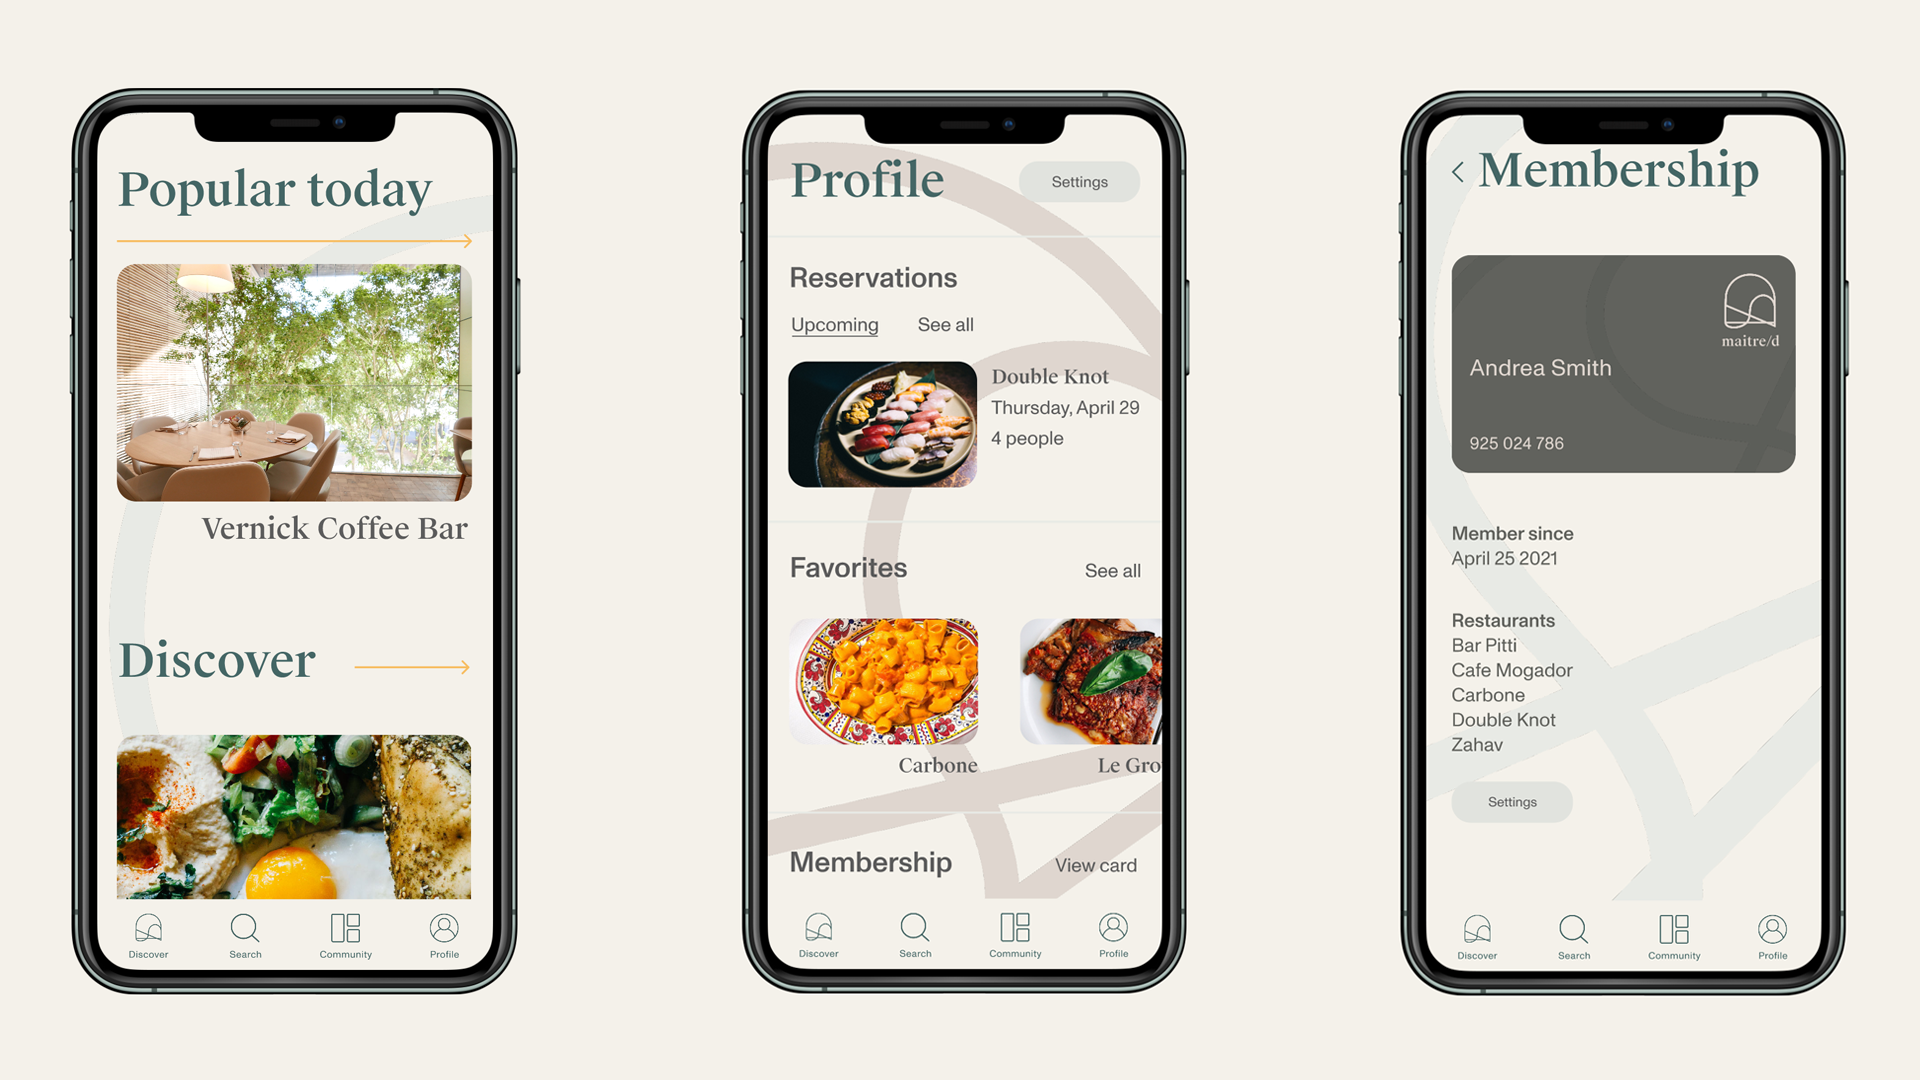 Popular today
Vernick Coffee Bar
Discover
Discover
Search
Community
Profile
Profile
Settings
Reservations
Upcoming
See all
Double Knot
Thursday, April 29
4 people
Favorites
See all
Carbone
Le Gro
Membership
View card
Discover
Search
Community
Profile
Membership
maitre/d
Andrea Smith
925 024 786
Member since
April 25 2021
Restaurants
Bar Pitti
Cafe Mogador
Carbone
Double Knot
Zahav
Settings
Discover
Search
Community
Profile